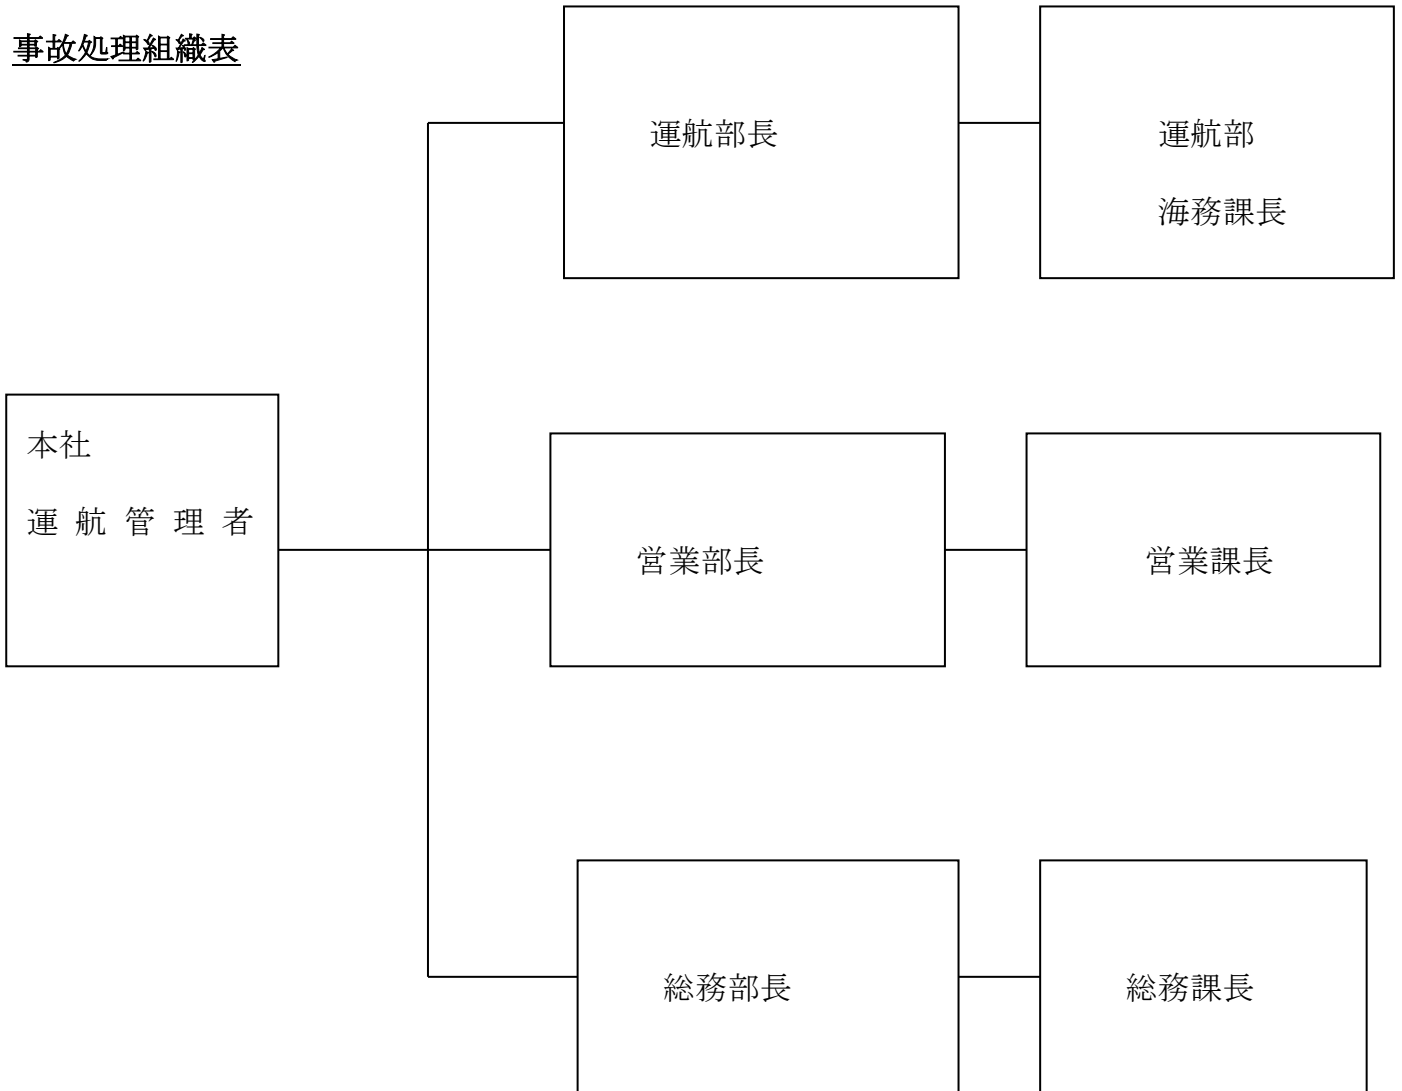 事故処理組織表
運航部長
運航部
海務課長
本社
運 航 管 理 者
営業部長
営業課長
総務部長
総務課長